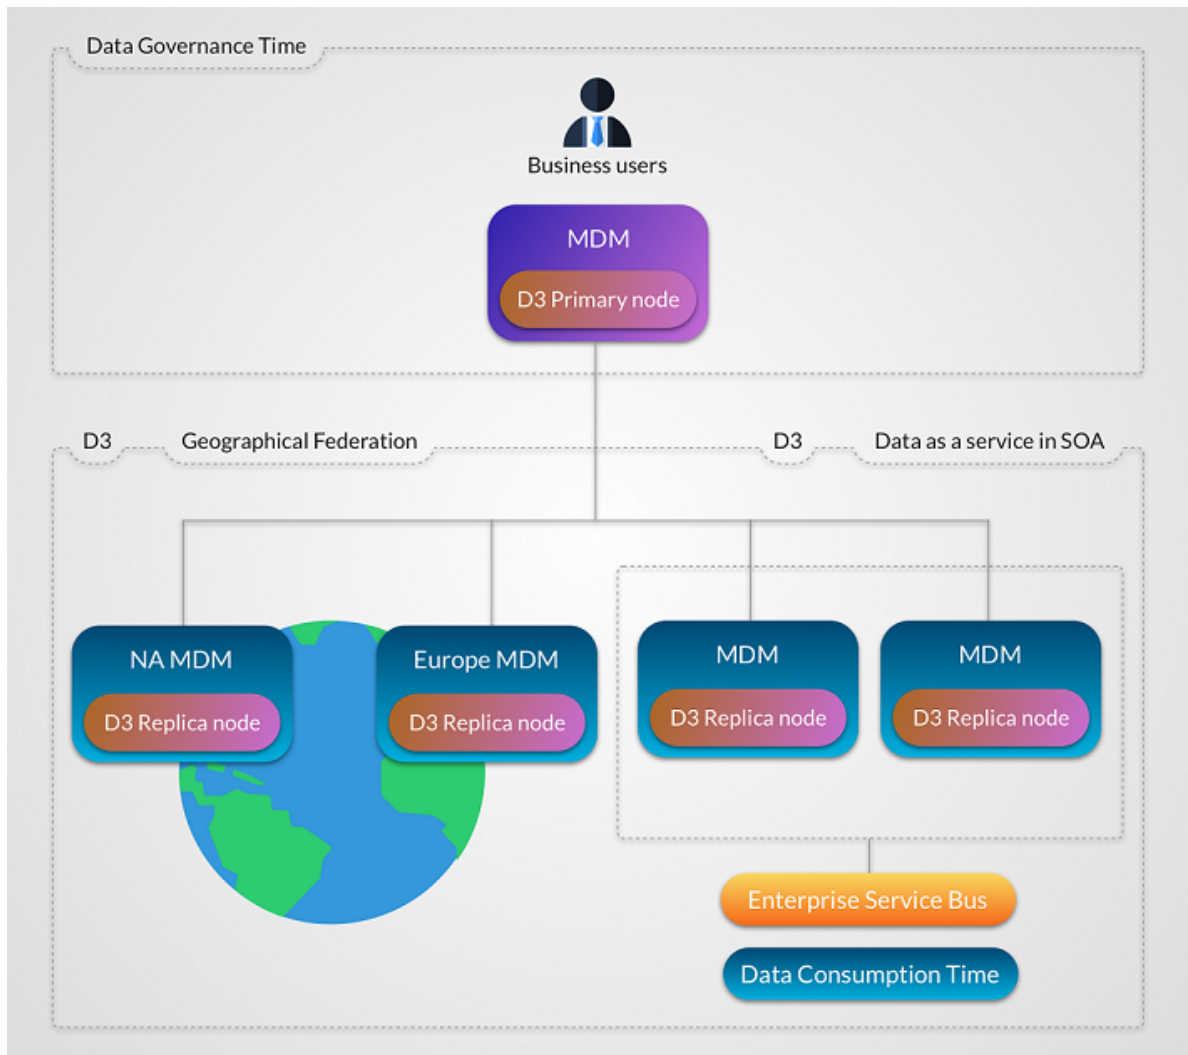 Data Governance Time
Business users
MDM
D3 Primary node
D3
Geographical Federation
D3
Data as a service in SOA
NA MDM
D3 Replica node
Europe MDM
D3 Replica node
MDM
D3 Replica node
MDM
D3 Replica node
Enterprise Service Bus
Data Consumption Time